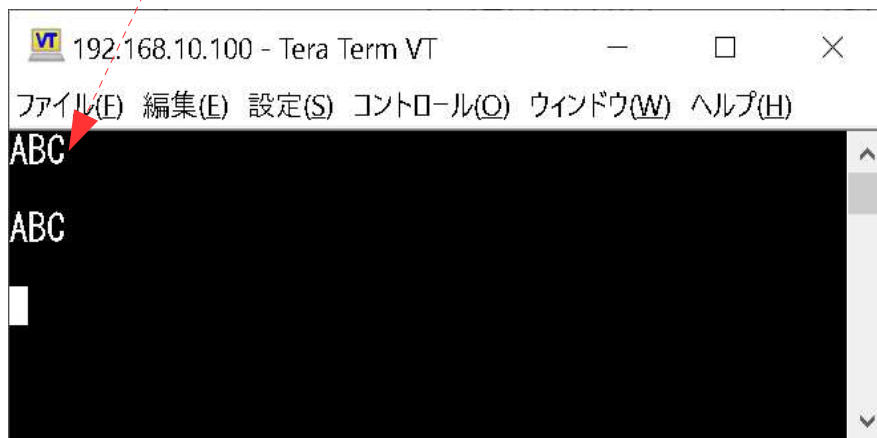 VT 192.168.10.100 - Tera Term VT
ファイル(F) 編集(E) 設定(S) コントロール(O) ウィンドウ(W) ヘルプ(H)
ABC
ABC